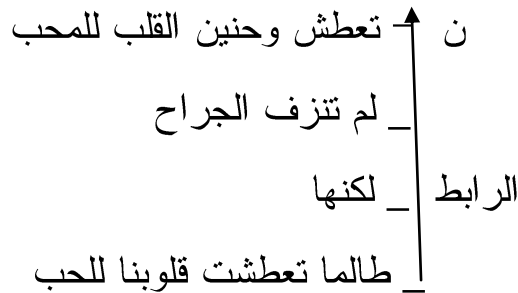 ن _ تعطش وحنين القلب للمحب
_ لم تنزف الجراح
الرابط _ لكنها
_ طالما تعطشت قلوبنا للحب